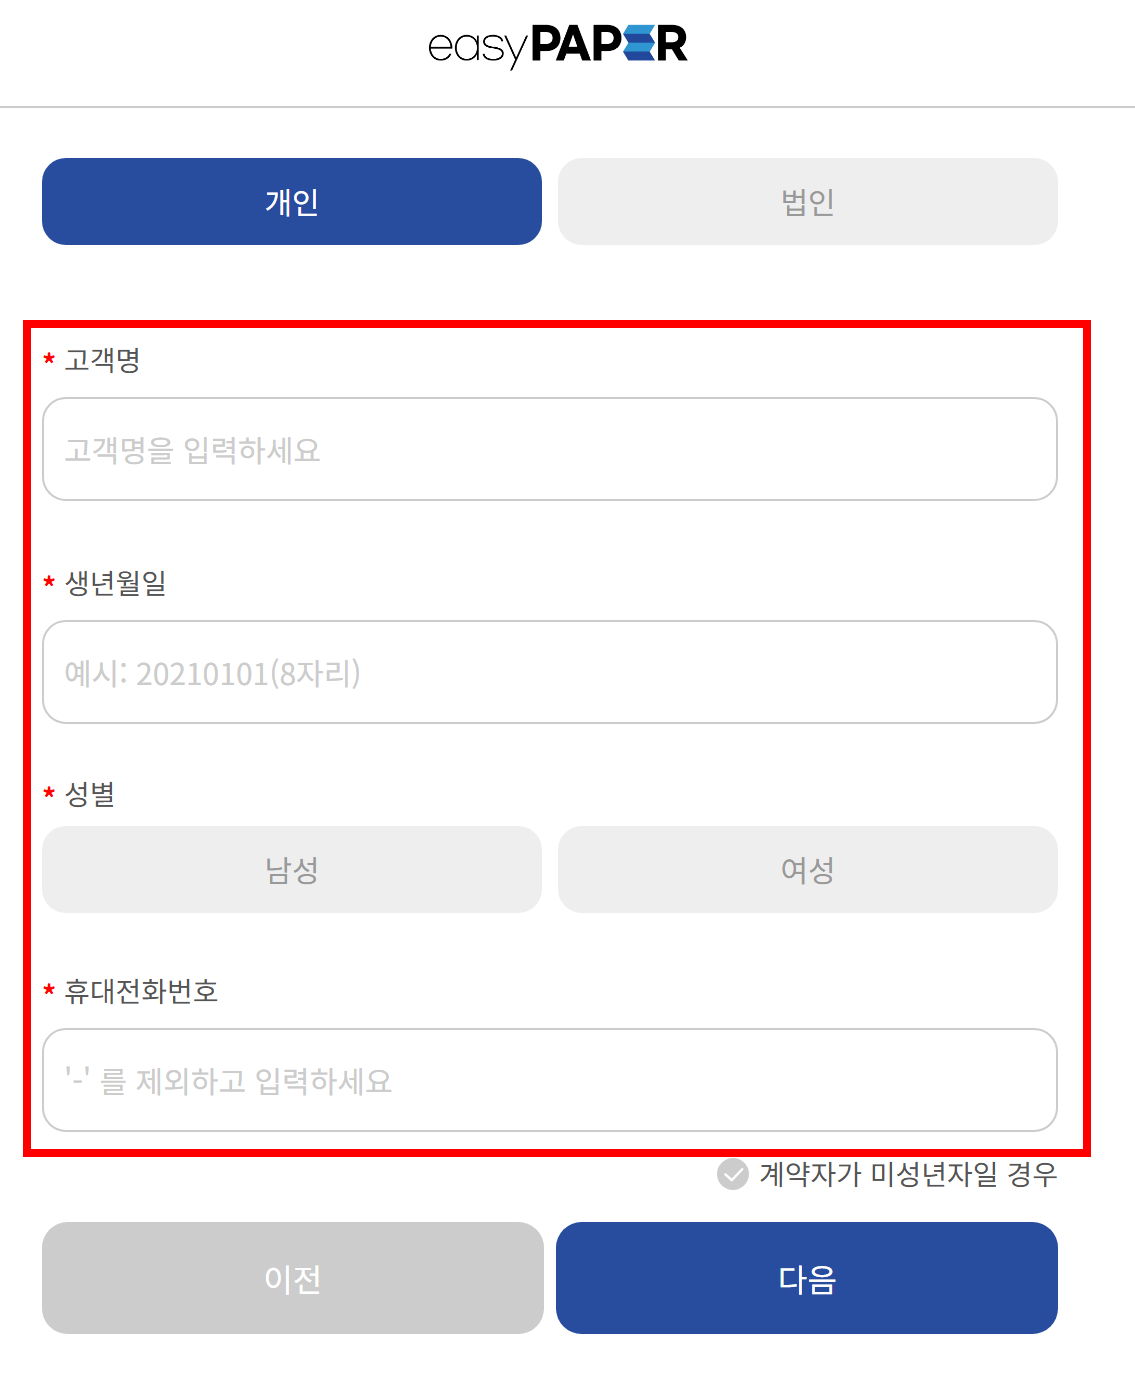 easyPAPER
개인
법인
* 고객명
고객명을 입력하세요
* 생년월일
예시: 20210101(8자리)
* 성별
남성
여성
* 휴대전화번호
'-' 를 제외하고 입력하세요
계약자가 미성년자일 경우
이전
다음